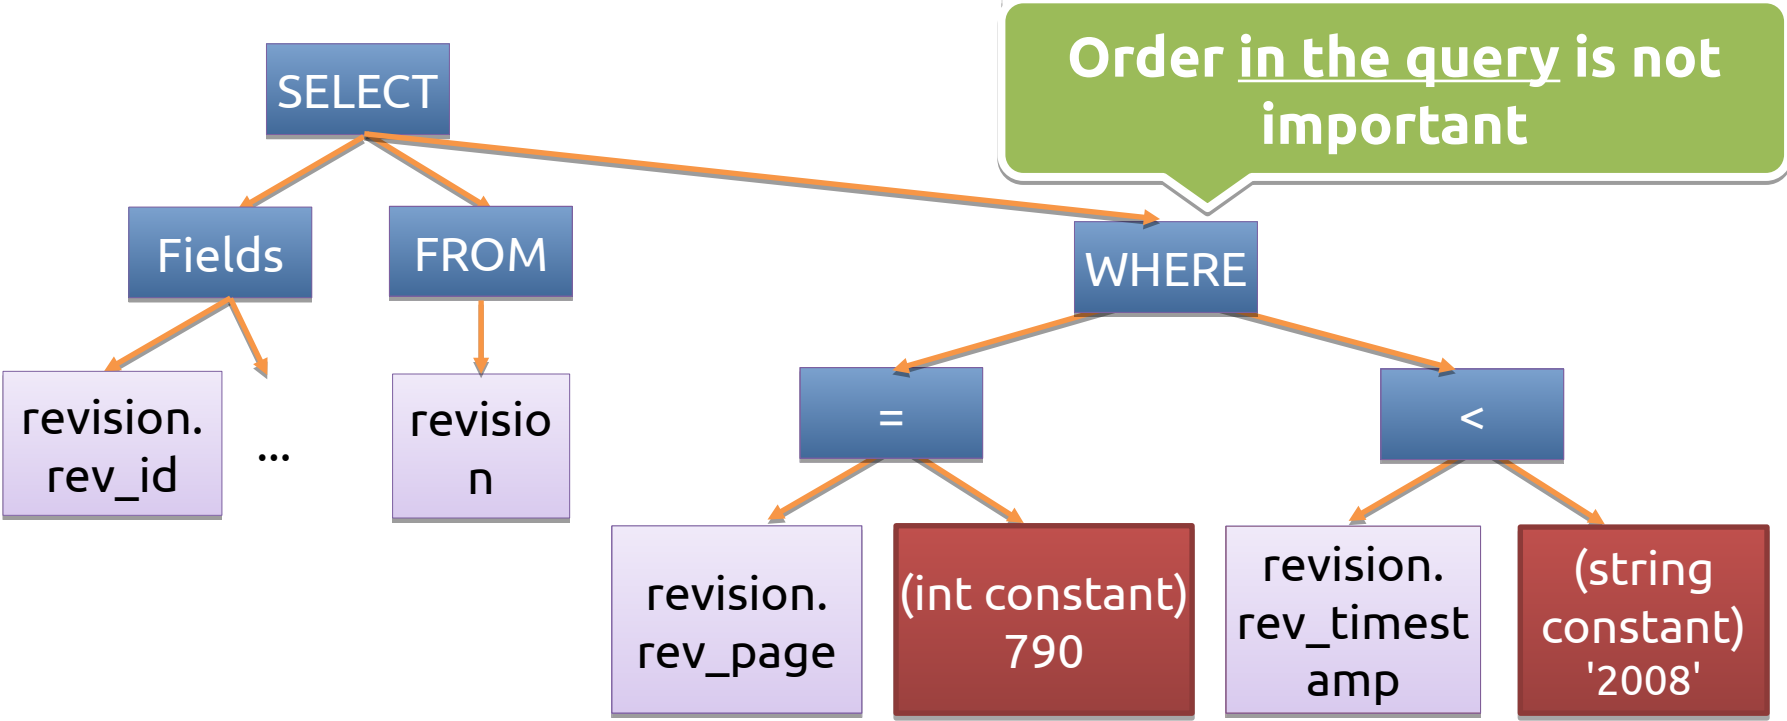 Order in the query is not
important
SELECT
Fields
FROM
WHERE
revision.
rev_id
...
revisio
n
=
<
revision.
rev_page
(int constant)
790
revision.
rev_timest
amp
(string
constant)
'2008'